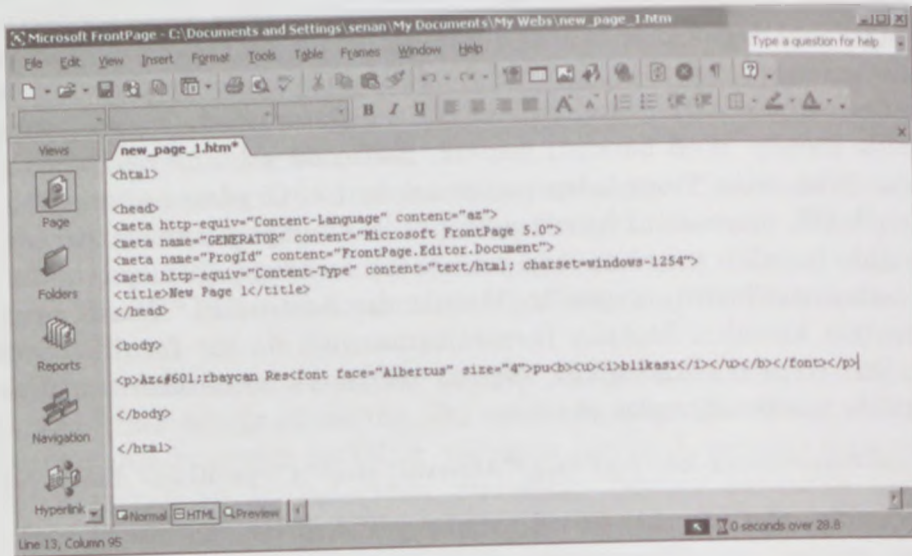 Microsoft FrontPage - C:\Documents and Settings\senan\My Documents\My Webs\new_page_1.htm
File Edit View Insert Format Tools Table Frames Window Help
Type a question for help
B I U
Views
new_page_1.htm*
Page
Folders
Reports
Navigation
Hyperlink
<html>
<head>
<meta http-equiv="Content-Language" content="az">
<meta name="GENERATOR" content="Microsoft FrontPage 5.0">
<meta name="ProgId" content="FrontPage.Editor.Document">
<meta http-equiv="Content-Type" content="text/html; charset=windows-1254">
<title>New Page 1</title>
</head>
<body>
<p>Az&#601;rbaycan Res<font face="Albertus" size="4">pu<b><u><i>blikasi</i></u></b></font></p>
</body>
</html>
Normal HTML Preview
Line 13, Column 95
0 seconds over 28.8